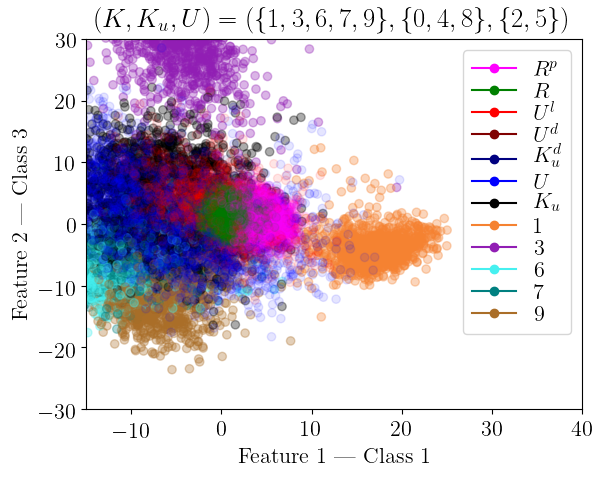 (K, K_u, U) = ({1, 3, 6, 7, 9}, {0, 4, 8}, {2, 5})
30
20
10
0
−10
−20
−30
Feature 2 — Class 3
−10
0
10
20
30
40
Feature 1 — Class 1
R^p
R
U^l
U^d
K_u^d
U
K_u
1
3
6
7
9